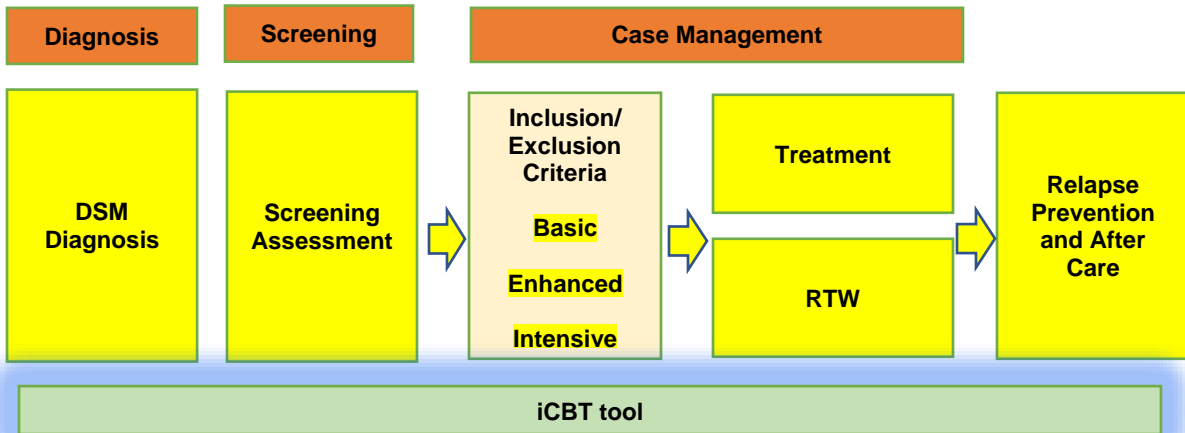 Diagnosis
Screening
Case Management
DSM
Diagnosis
Screening
Assessment
Inclusion/
Exclusion
Criteria
Basic
Enhanced
Intensive
Treatment
RTW
Relapse
Prevention
and After
Care
iCBT tool